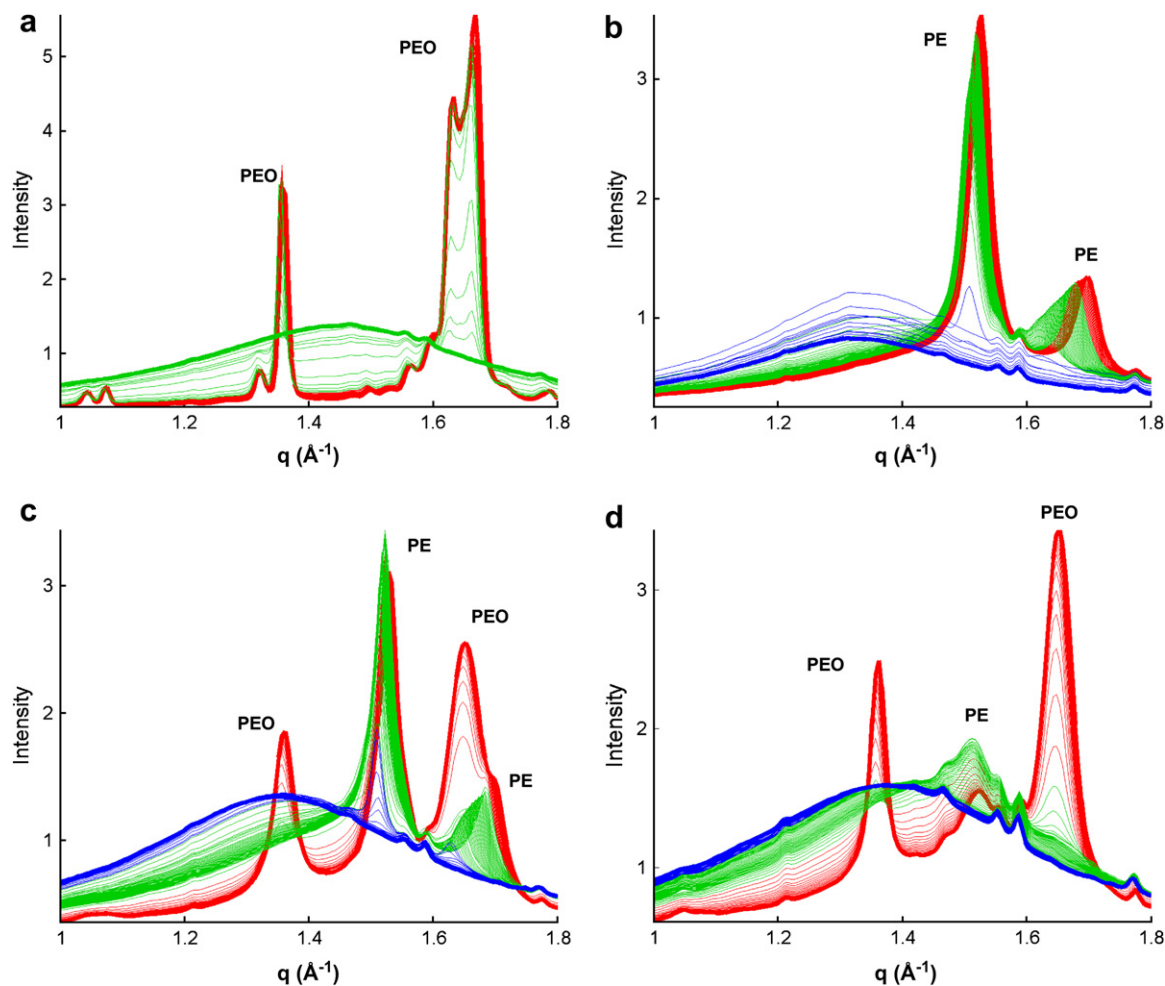 a
PEO
PEO
Intensity
5
4
3
2
1
1
1.2
1.4
1.6
1.8
q (Å-1)
b
PE
PE
Intensity
3
2
1
1
1.2
1.4
1.6
1.8
q (Å-1)
c
PE
PEO
PEO
PE
Intensity
3
2
1
1
1.2
1.4
1.6
1.8
q (Å-1)
d
PEO
PEO
PE
Intensity
3
2
1
1
1.2
1.4
1.6
1.8
q (Å-1)